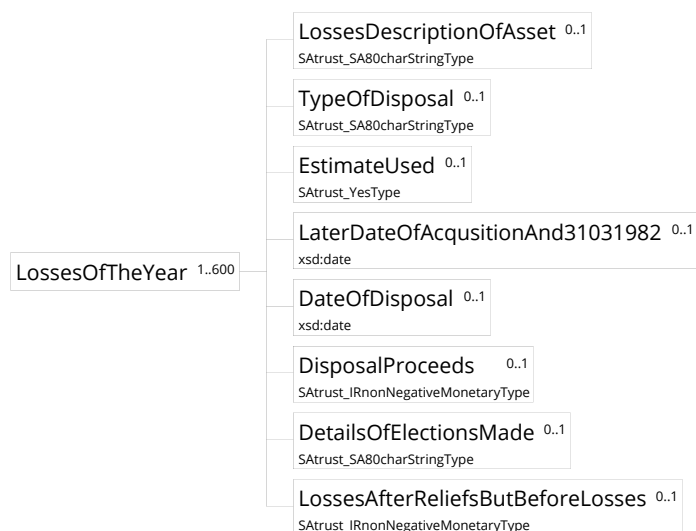 LossesDescriptionOfAsset 0..1
SAtrust_SA80charStringType
TypeOfDisposal 0..1
SAtrust_SA80charStringType
EstimateUsed 0..1
SAtrust_YesType
LaterDateOfAcqusitionAnd31031982 0..1
xsd:date
LossesOfTheYear 1..600
DateOfDisposal 0..1
xsd:date
DisposalProceeds 0..1
SAtrust_IRnonNegativeMonetaryType
DetailsOfElectionsMade 0..1
SAtrust_SA80charStringType
LossesAfterReliefsButBeforeLosses 0..1
SAtrust_IRnonNegativeMonetaryType